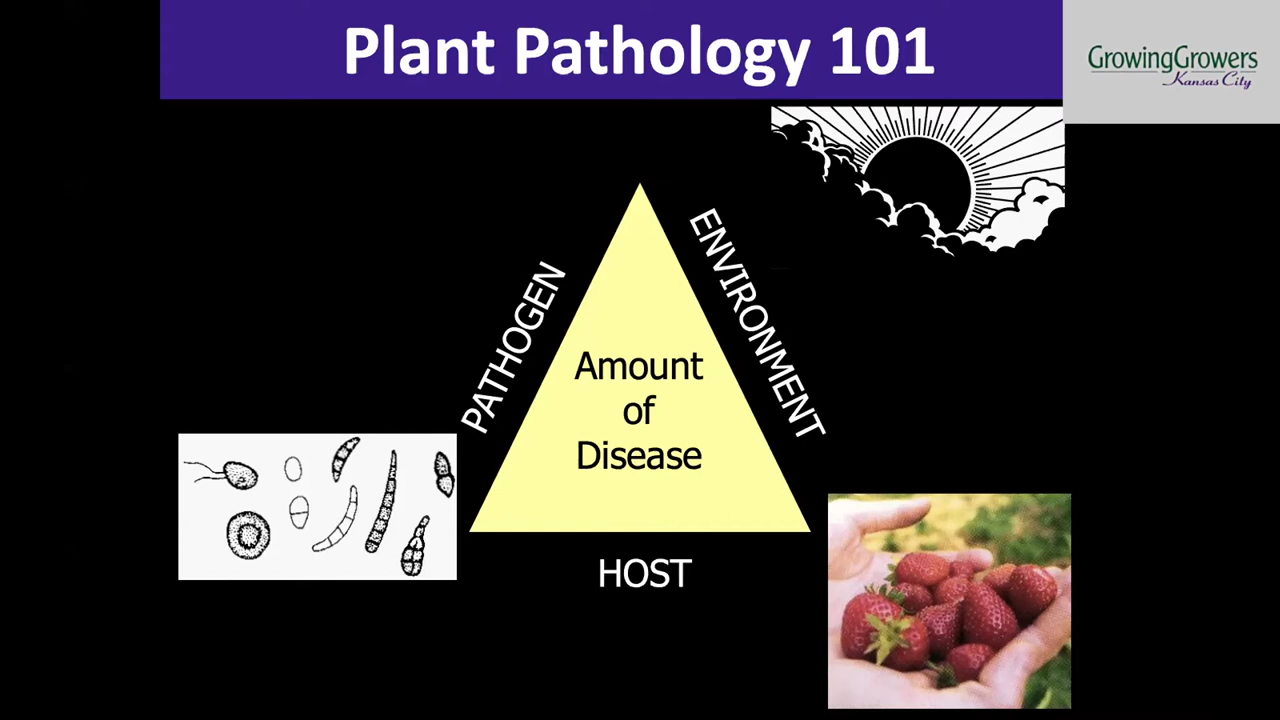 Plant Pathology 101
GrowingGrowers
Kansas City
PATHOGEN
ENVIRONMENT
Amount
of
Disease
HOST